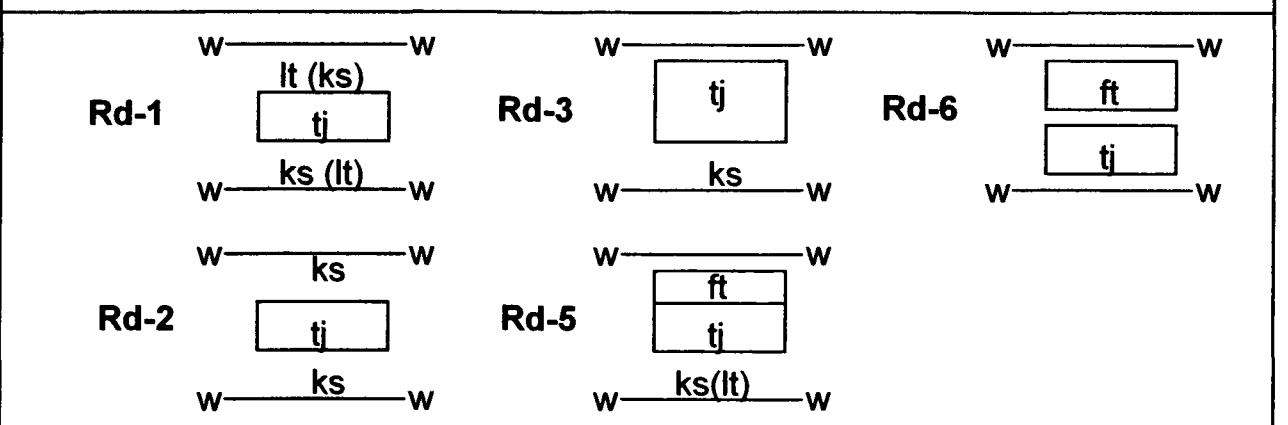 W W
lt (ks)
Rd-1
tj
ks (lt)
W W
W W
Rd-3
tj
ks
W W
W W
Rd-6
ft
tj
W W
W W
ks
Rd-2
tj
ks
W W
W W
Rd-5
ft
tj
ks(lt)
W W